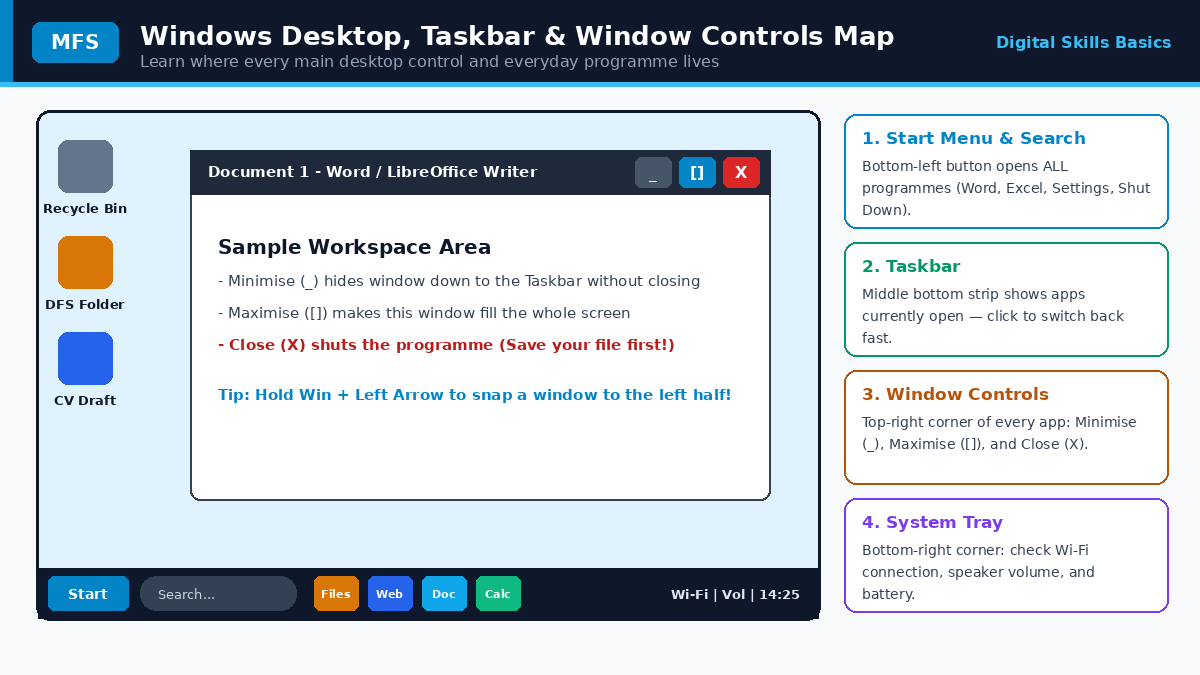 MFS
Windows Desktop, Taskbar & Window Controls Map
Learn where every main desktop control and everyday programme lives
Digital Skills Basics
Recycle Bin
DFS Folder
CV Draft
Document 1 - Word / LibreOffice Writer
_
[]
X
Sample Workspace Area
- Minimise (_) hides window down to the Taskbar without closing
- Maximise ([]) makes this window fill the whole screen
- Close (X) shuts the programme (Save your file first!)
Tip: Hold Win + Left Arrow to snap a window to the left half!
Start
Search...
Files
Web
Doc
Calc
Wi-Fi | Vol | 14:25
1. Start Menu & Search
Bottom-left button opens ALL
programmes (Word, Excel, Settings, Shut
Down).
2. Taskbar
Middle bottom strip shows apps
currently open — click to switch back
fast.
3. Window Controls
Top-right corner of every app: Minimise
(_), Maximise ([]), and Close (X).
4. System Tray
Bottom-right corner: check Wi-Fi
connection, speaker volume, and
battery.